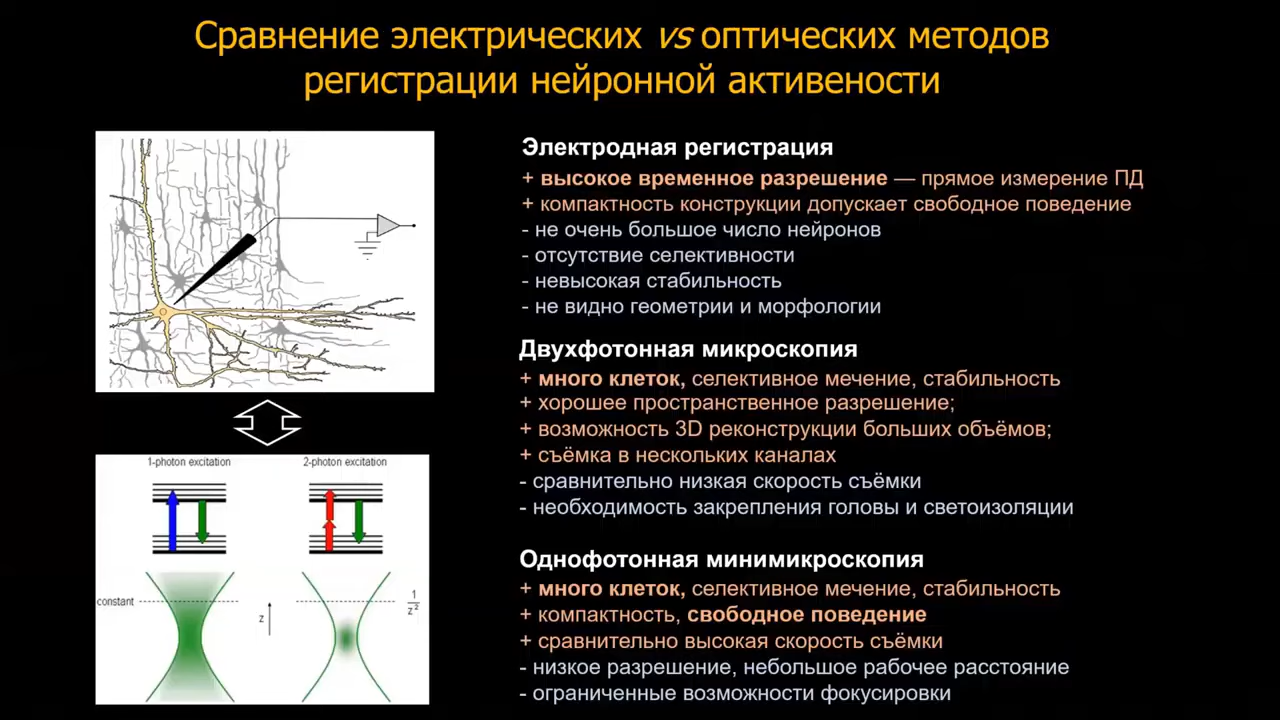 Сравнение электрических vs оптических методов
регистрации нейронной активености
Электродная регистрация
+ высокое временное разрешение — прямое измерение ПД
+ компактность конструкции допускает свободное поведение
- не очень большое число нейронов
- отсутствие селективности
- невысокая стабильность
- не видно геометрии и морфологии
Двухфотонная микроскопия
+ много клеток, селективное мечение, стабильность
+ хорошее пространственное разрешение;
+ возможность 3D реконструкции больших объёмов;
+ съёмка в нескольких каналах
- сравнительно низкая скорость съёмки
- необходимость закрепления головы и светоизоляции
Однофотонная минимикроскопия
+ много клеток, селективное мечение, стабильность
+ компактность, свободное поведение
+ сравнительно высокая скорость съёмки
- низкое разрешение, небольшое рабочее расстояние
- ограниченные возможности фокусировки
1-photon excitation
2-photon excitation
constant
z
1
z²